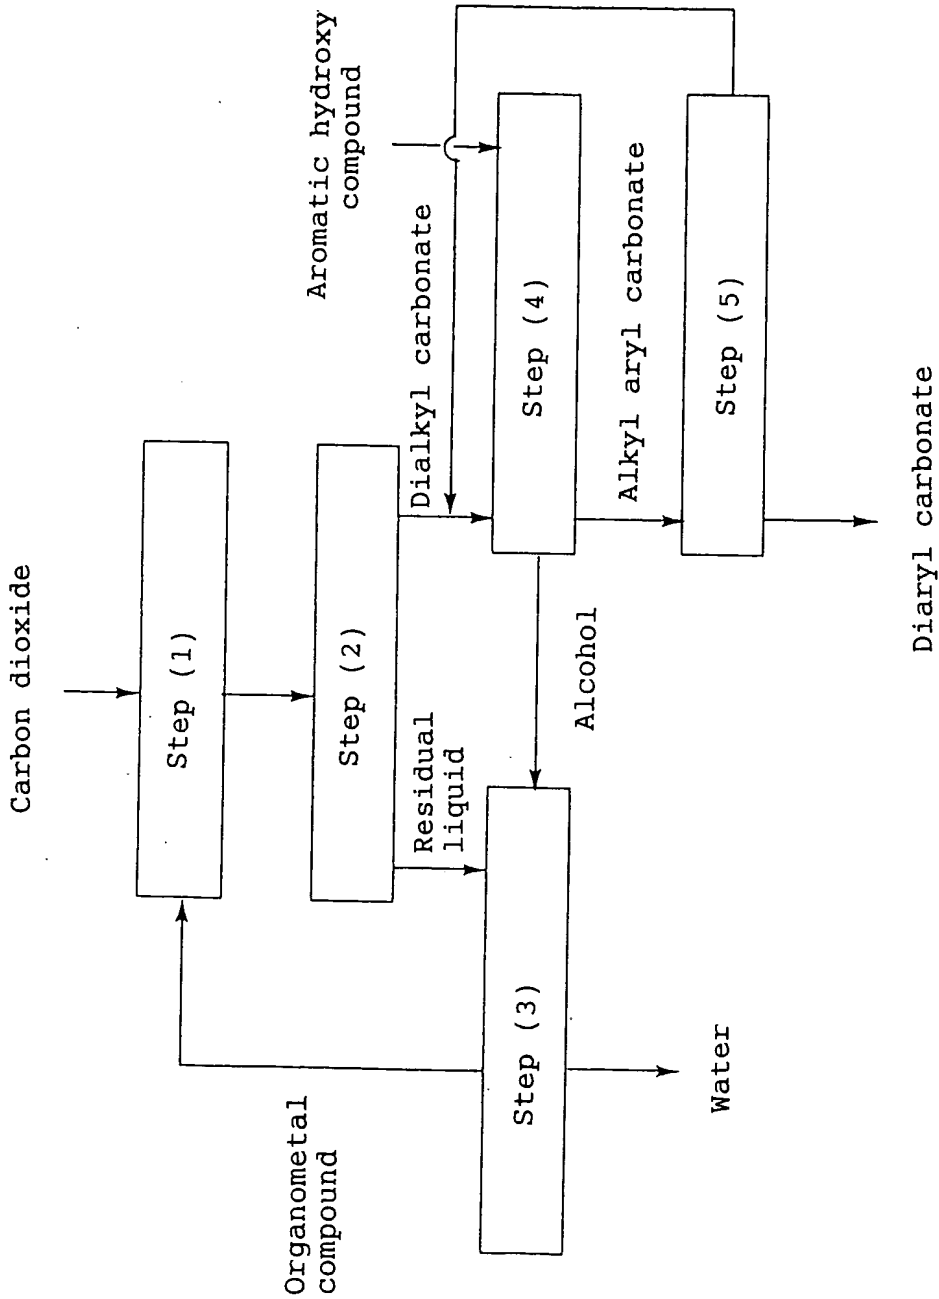 Carbon dioxide
Step (1)
Step (2)
Organometal
compound
Residual
liquid
Dialkyl carbonate
Aromatic hydroxy
compound
Step (3)
Alcohol
Step (4)
Water
Alkyl aryl carbonate
Step (5)
Diaryl carbonate